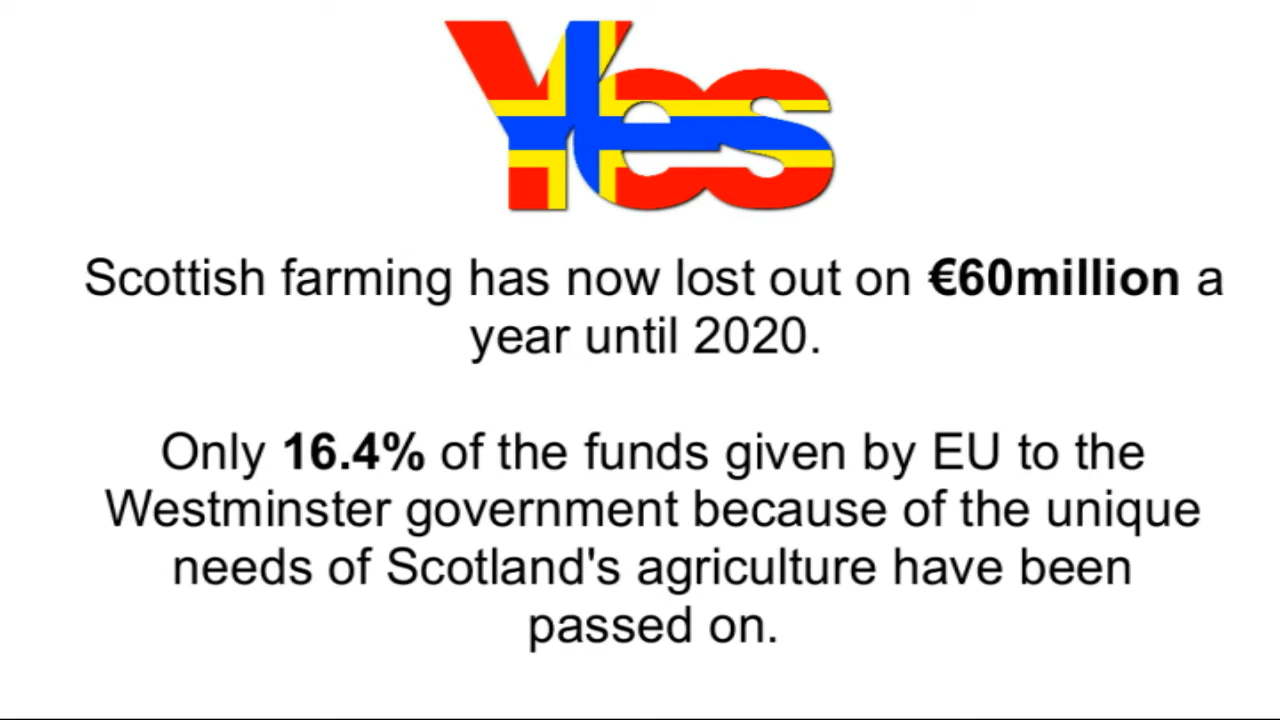 Yes
Scottish farming has now lost out on €60million a
year until 2020.
Only 16.4% of the funds given by EU to the
Westminster government because of the unique
needs of Scotland's agriculture have been
passed on.